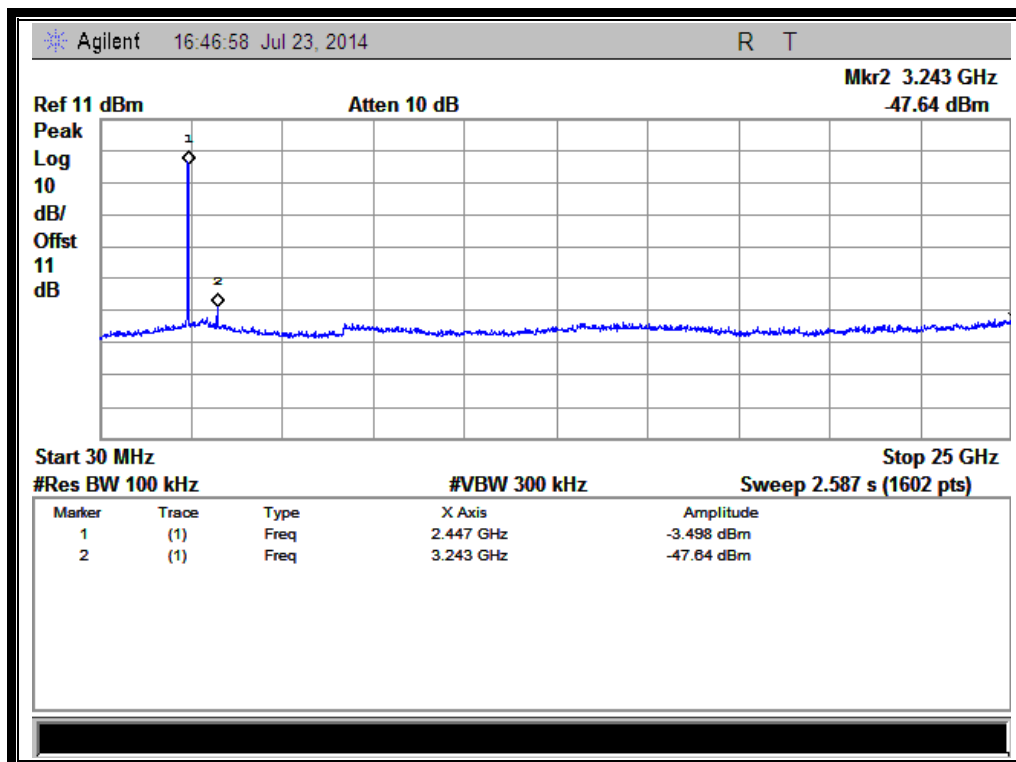 Agilent 16:46:58 Jul 23, 2014 R T
Mkr2 3.243 GHz
Ref 11 dBm Atten 10 dB -47.64 dBm
Peak
Log
10
dB/
Offst
11
dB
1
2
Start 30 MHz Stop 25 GHz
#Res BW 100 kHz #VBW 300 kHz Sweep 2.587 s (1602 pts)
Marker Trace Type X Axis Amplitude
1 (1) Freq 2.447 GHz -3.498 dBm
2 (1) Freq 3.243 GHz -47.64 dBm